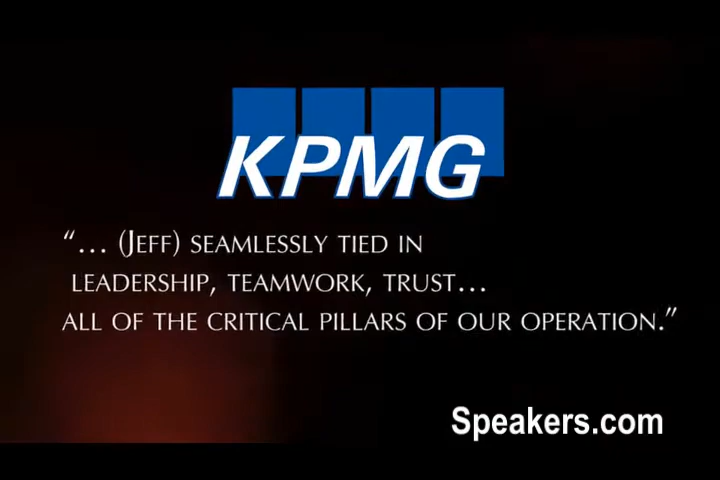 KPMG
“... (JEFF) SEAMLESSLY TIED IN
LEADERSHIP, TEAMWORK, TRUST...
ALL OF THE CRITICAL PILLARS OF OUR OPERATION.”
Speakers.com